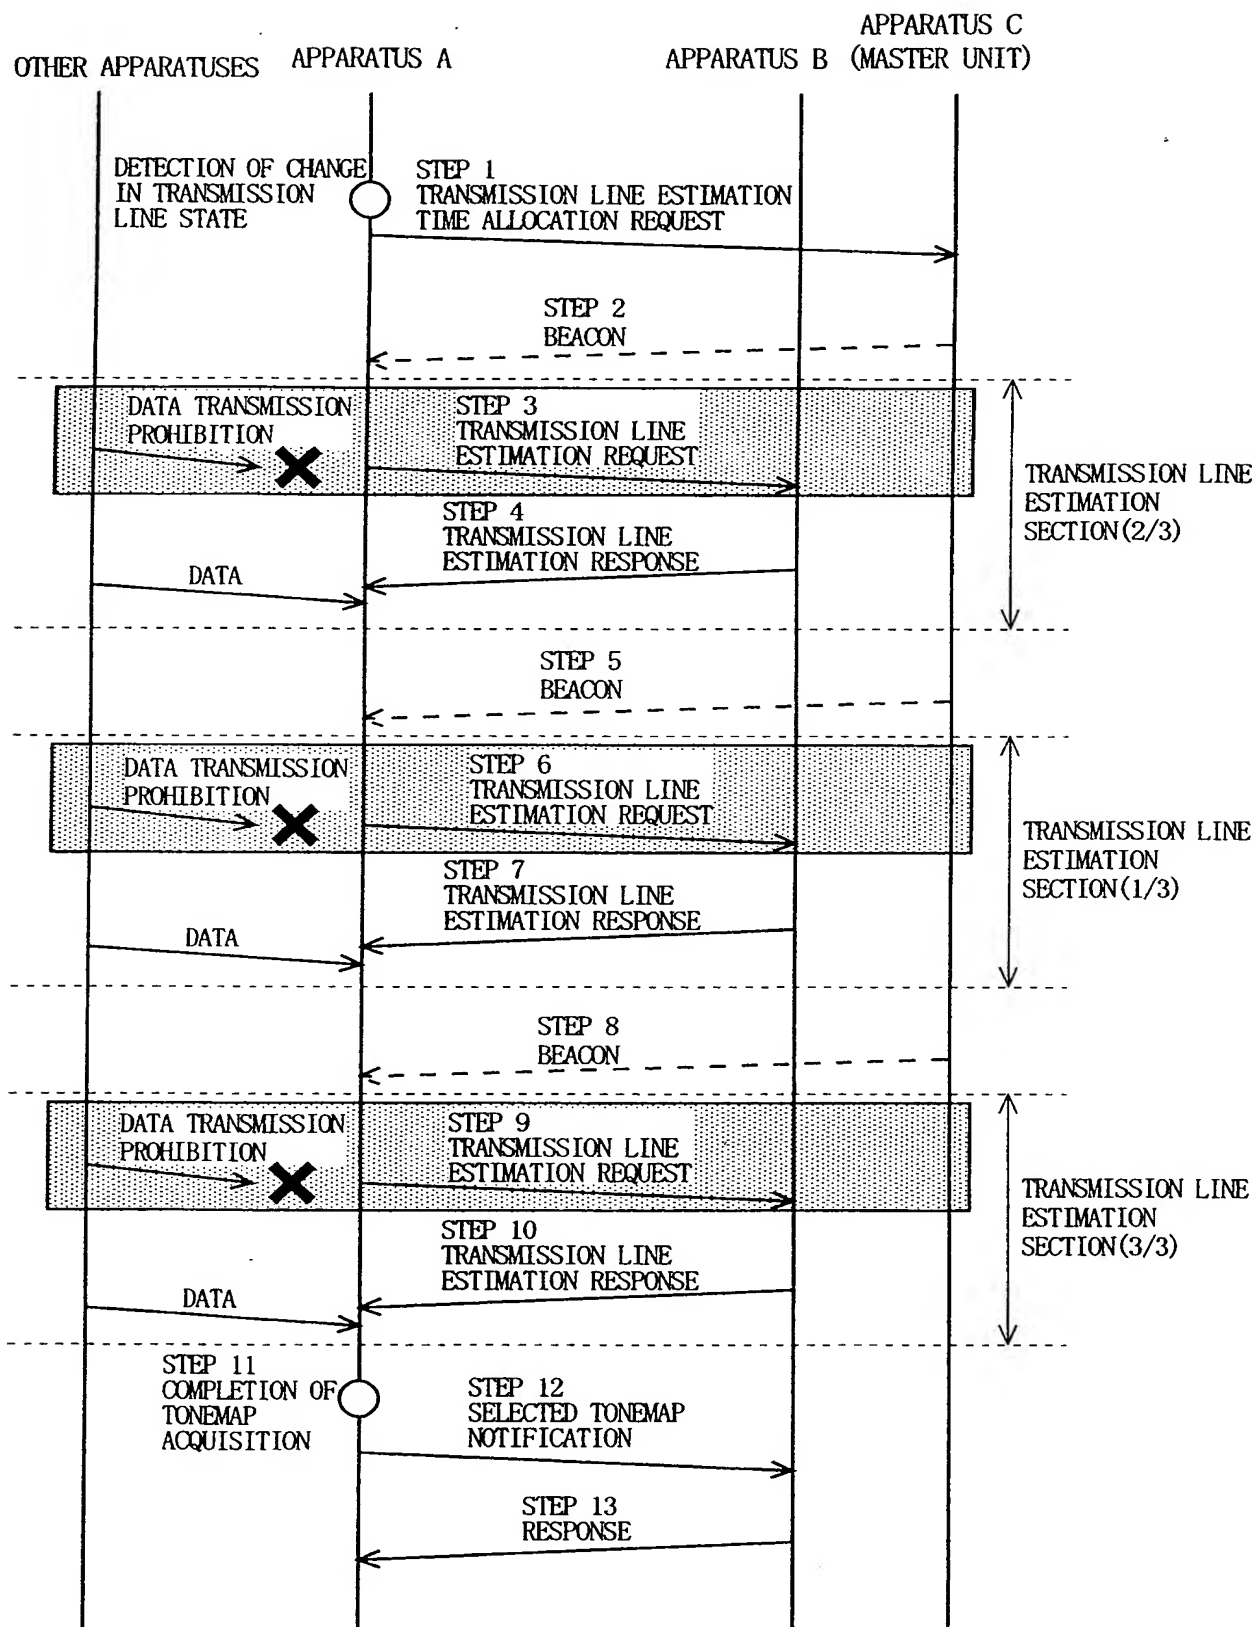 OTHER APPARATUSES
APPARATUS A
APPARATUS B
APPARATUS C
(MASTER UNIT)
DETECTION OF CHANGE
IN TRANSMISSION
LINE STATE
STEP 1
TRANSMISSION LINE ESTIMATION
TIME ALLOCATION REQUEST
STEP 2
BEACON
DATA TRANSMISSION
PROHIBITION
STEP 3
TRANSMISSION LINE
ESTIMATION REQUEST
TRANSMISSION LINE
ESTIMATION
SECTION(2/3)
STEP 4
TRANSMISSION LINE
ESTIMATION RESPONSE
DATA
STEP 5
BEACON
DATA TRANSMISSION
PROHIBITION
STEP 6
TRANSMISSION LINE
ESTIMATION REQUEST
TRANSMISSION LINE
ESTIMATION
SECTION(1/3)
STEP 7
TRANSMISSION LINE
ESTIMATION RESPONSE
DATA
STEP 8
BEACON
DATA TRANSMISSION
PROHIBITION
STEP 9
TRANSMISSION LINE
ESTIMATION REQUEST
TRANSMISSION LINE
ESTIMATION
SECTION(3/3)
STEP 10
TRANSMISSION LINE
ESTIMATION RESPONSE
DATA
STEP 11
COMPLETION OF
TONEMAP
ACQUISITION
STEP 12
SELECTED TONEMAP
NOTIFICATION
STEP 13
RESPONSE